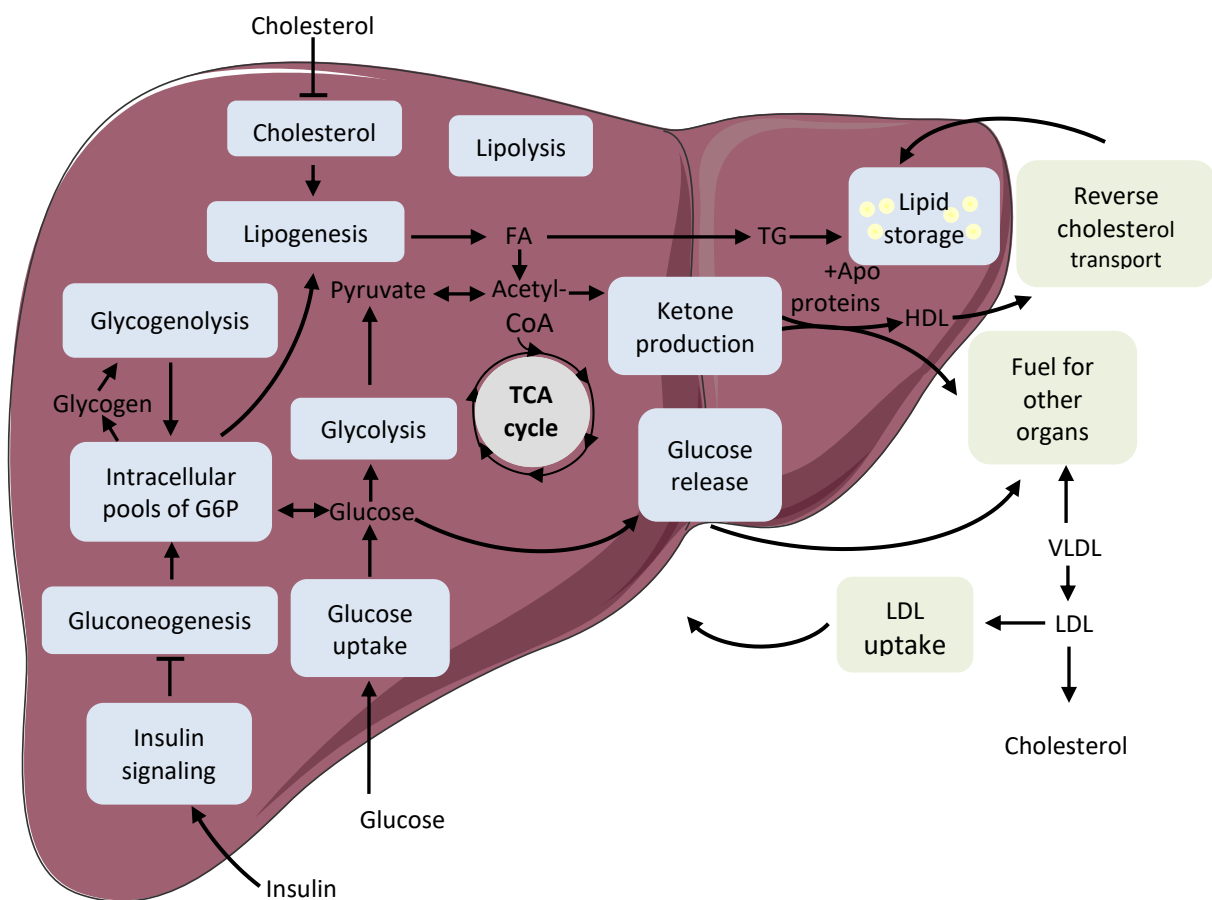 Cholesterol
Cholesterol
Lipolysis
Lipid
storage
Reverse
cholesterol
transport
Lipogenesis
FA
TG
+Apo
proteins
Pyruvate
Acetyl-
CoA
Ketone
production
HDL
Glycogenolysis
Glycogen
TCA
cycle
Fuel for
other
organs
Glycolysis
Glucose
release
Intracellular
pools of G6P
Glucose
VLDL
Gluconeogenesis
Glucose
uptake
LDL
uptake
LDL
Insulin
signaling
Cholesterol
Glucose
Insulin